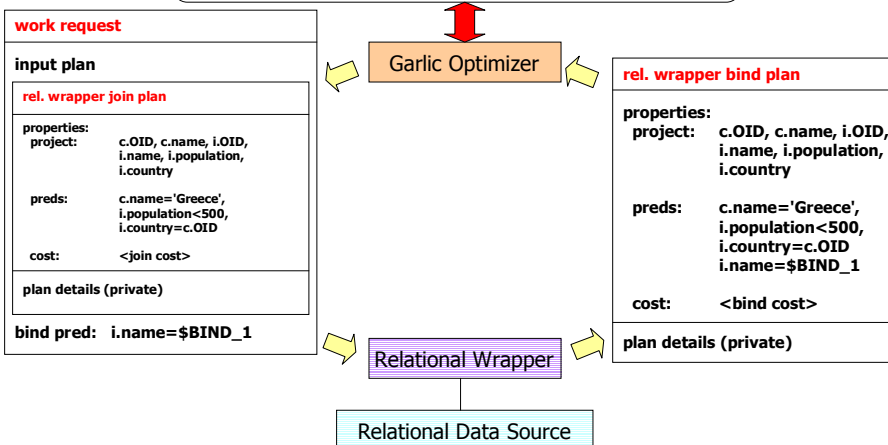 work request
input plan
rel. wrapper join plan
properties:
project: c.OID, c.name, i.OID,
i.name, i.population,
i.country
preds: c.name='Greece',
i.population<500,
i.country=c.OID
cost: <join cost>
plan details (private)
bind pred: i.name=$BIND_1
Garlic Optimizer
Relational Wrapper
Relational Data Source
rel. wrapper bind plan
properties:
project: c.OID, c.name, i.OID,
i.name, i.population,
i.country
preds: c.name='Greece',
i.population<500,
i.country=c.OID
i.name=$BIND_1
cost: <bind cost>
plan details (private)